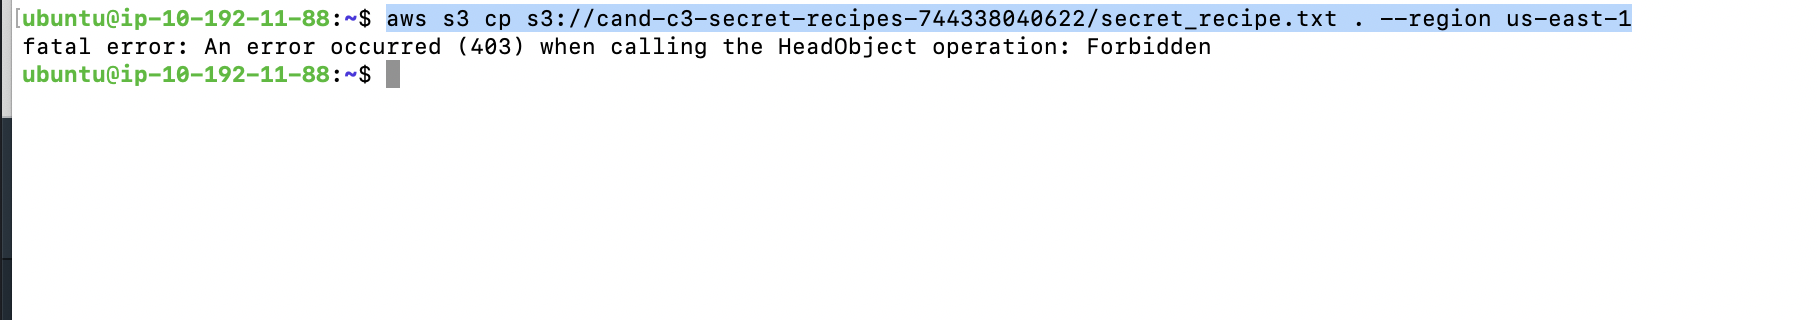 [ubuntu@ip-10-192-11-88:~$ aws s3 cp s3://cand-c3-secret-recipes-744338040622/secret_recipe.txt . --region us-east-1
fatal error: An error occurred (403) when calling the HeadObject operation: Forbidden
ubuntu@ip-10-192-11-88:~$